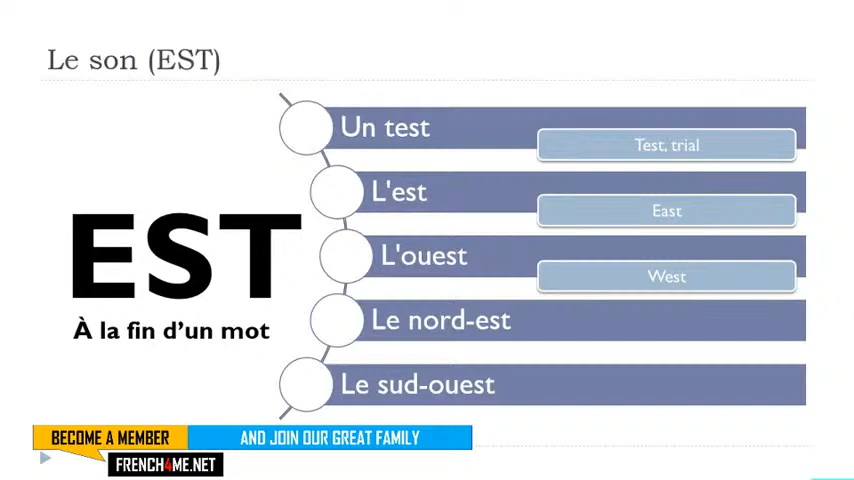 Le son (EST)
Un test
Test, trial
L'est
East
EST
À la fin d'un mot
L'ouest
West
Le nord-est
Le sud-ouest
BECOME A MEMBER
AND JOIN OUR GREAT FAMILY
FRENCH4ME.NET